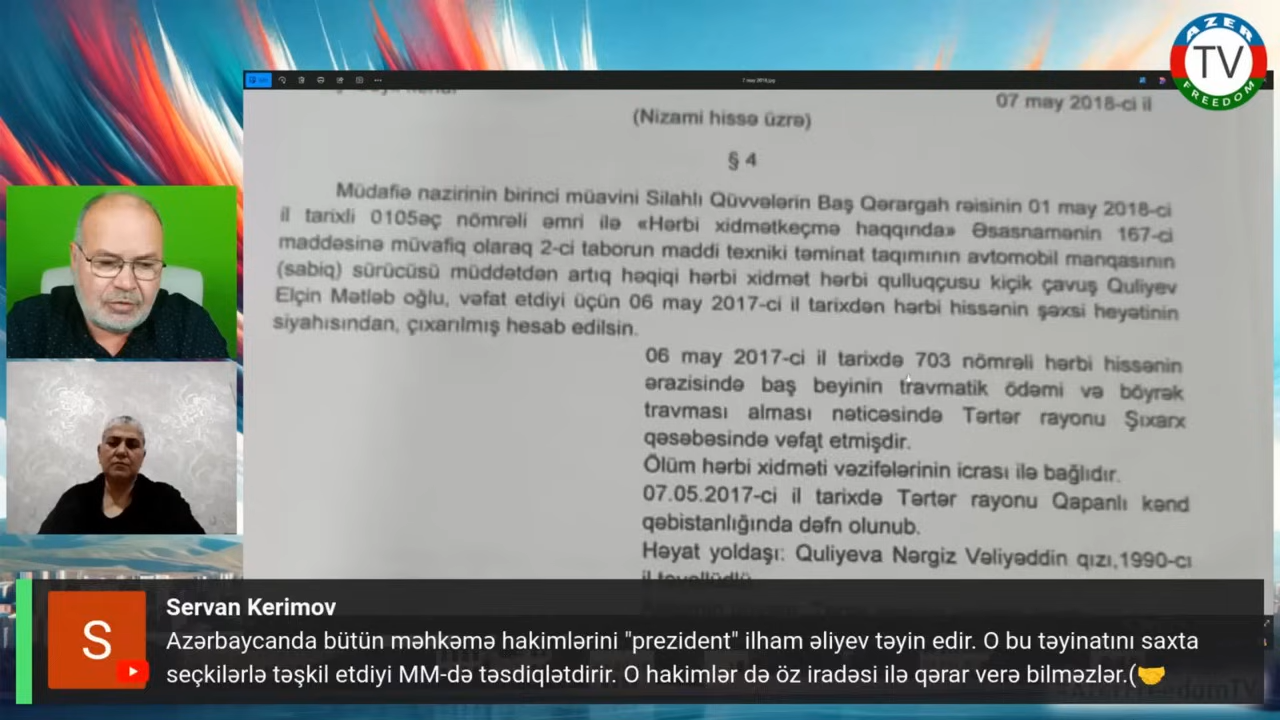 AZER
TV
FREEDOM
07 may 2018-ci il
(Nizami hissə üzrə)
§ 4
Müdafiə nazirinin birinci müavini Silahlı Qüvvələrin Baş Qərargah rəisinin 01 may 2018-ci
il tarixli 0105əç nömrəli əmri ilə «Hərbi xidmətkeçmə haqqında» Əsasnamənin 167-ci
maddəsinə müvafiq olaraq 2-ci taborun maddi texniki təminat taqımının avtomobil manqasının
(sabiq) sürücüsü müddətdən artıq həqiqi hərbi xidmət hərbi qulluqçusu kiçik çavuş Quliyev
Elçin Mətləb oğlu, vəfat etdiyi üçün 06 may 2017-ci il tarixdən hərbi hissənin şəxsi heyətinin
siyahısından, çıxarılmış hesab edilsin.
06 may 2017-ci il tarixdə 703 nömrəli hərbi hissənin
ərazisində baş beyinin travmatik ödəmi və böyrək
travması alması nəticəsində Tərtər rayonu Şıxarx
qəsəbəsində vəfat etmişdir.
Ölüm hərbi xidməti vəzifələrinin icrası ilə bağlıdır.
07.05.2017-ci il tarixdə Tərtər rayonu Qapanlı kənd
qəbistanlığında dəfn olunub.
Həyat yoldaşı: Quliyeva Nərgiz Vəliyəddin qızı,1990-cı
il təvəllüdlü
S
Servan Kerimov
Azərbaycanda bütün məhkəmə hakimlərini "prezident" ilham əliyev təyin edir. O bu təyinatını saxta
seçkilərlə təşkil etdiyi MM-də təsdiqlətdirir. O hakimlər də öz iradəsi ilə qərar verə bilməzlər.(🤝